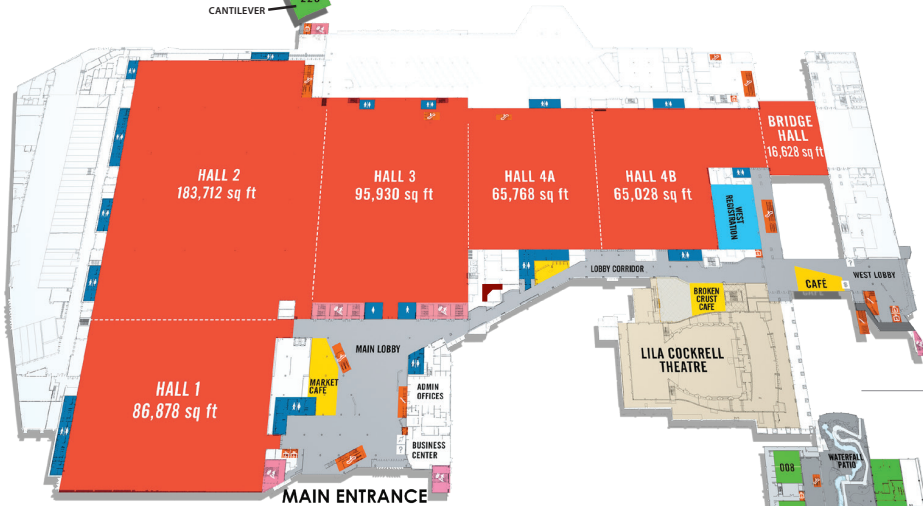 220
CANTILEVER
HALL 2
183,712 sq ft
HALL 3
95,930 sq ft
HALL 4A
65,768 sq ft
HALL 4B
65,028 sq ft
BRIDGE
HALL
16,628 sq ft
WEST
REGISTRATION
LOBBY CORRIDOR
WEST LOBBY
CAFÉ
BROKEN
CRUST
CAFE
LILA COCKRELL
THEATRE
MAIN LOBBY
HALL 1
86,878 sq ft
MARKET
CAFÉ
ADMIN
OFFICES
BUSINESS
CENTER
MAIN ENTRANCE
008
WATERFALL
PATIO